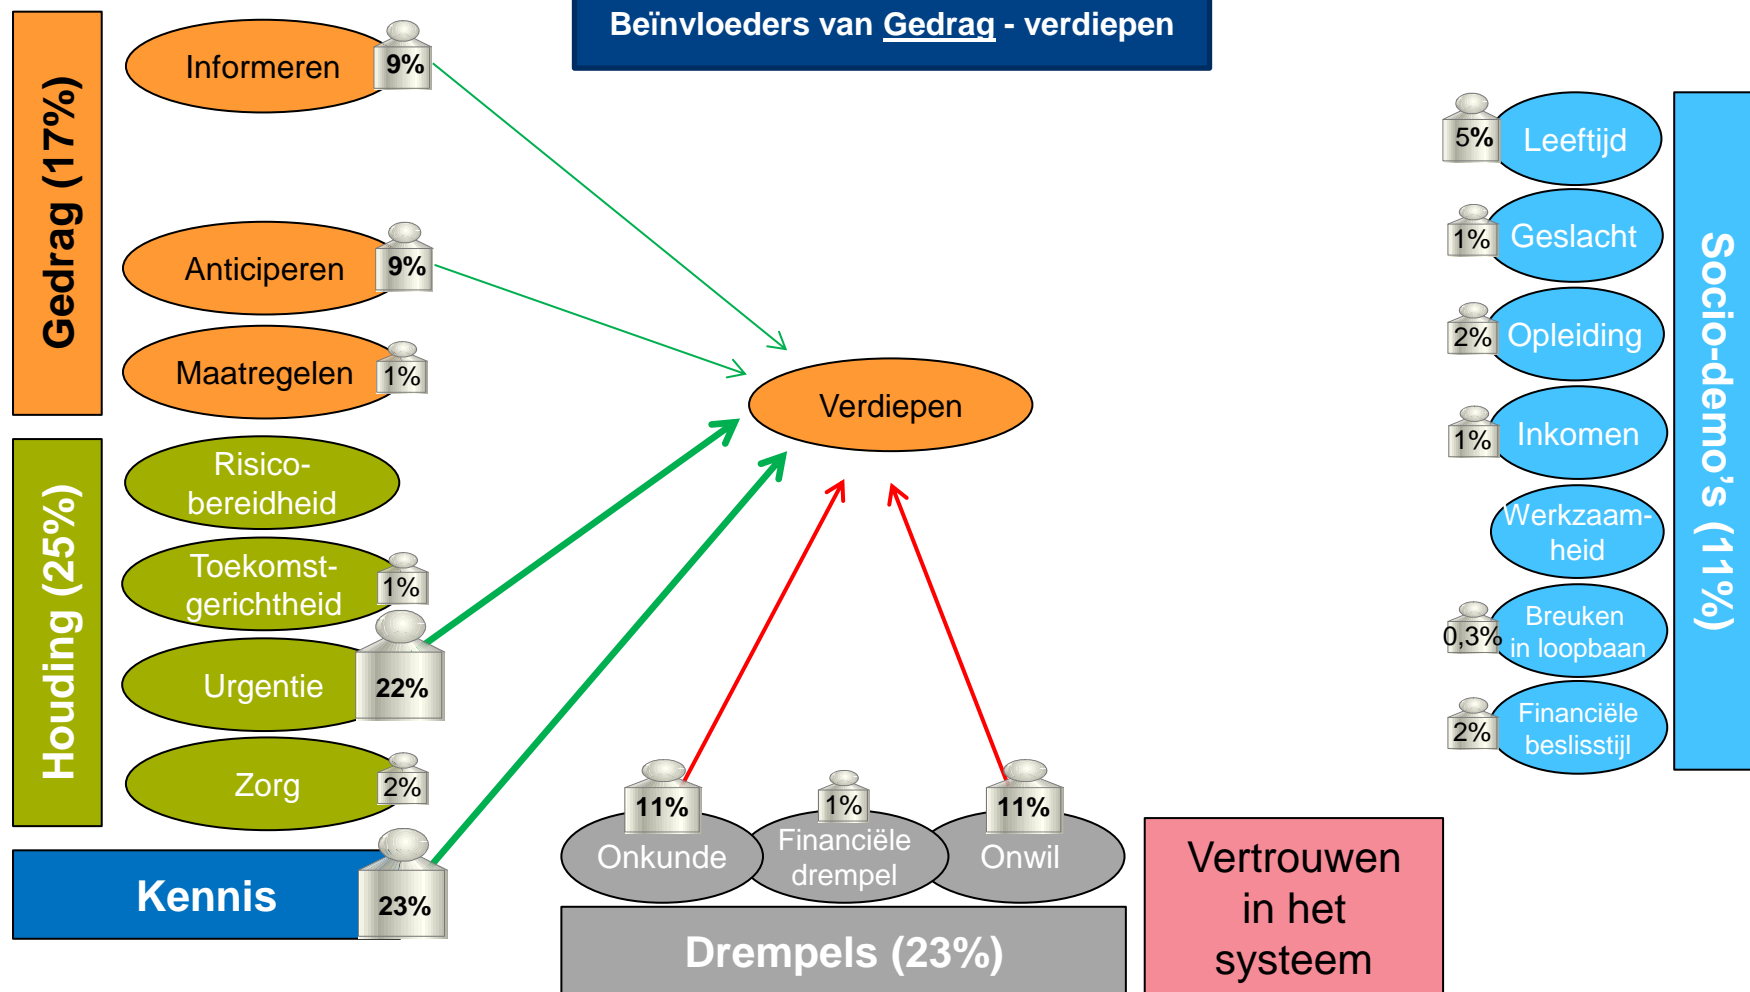 Beïnvloeders van Gedrag - verdiepen
Gedrag (17%)
Informeren
9%
Anticiperen
9%
Maatregelen
1%
Houding (25%)
Risico-
bereidheid
Toekomst-
gerichtheid
1%
Urgentie
22%
Zorg
2%
Kennis
23%
Verdiepen
11%
Onkunde
1%
Financiële
drempel
11%
Onwil
Drempels (23%)
Vertrouwen
in het
systeem
5%
Leeftijd
1%
Geslacht
2%
Opleiding
1%
Inkomen
Werkzaam-
heid
0,3%
Breuken
in loopbaan
2%
Financiële
beslisstijl
Socio-demo’s (11%)